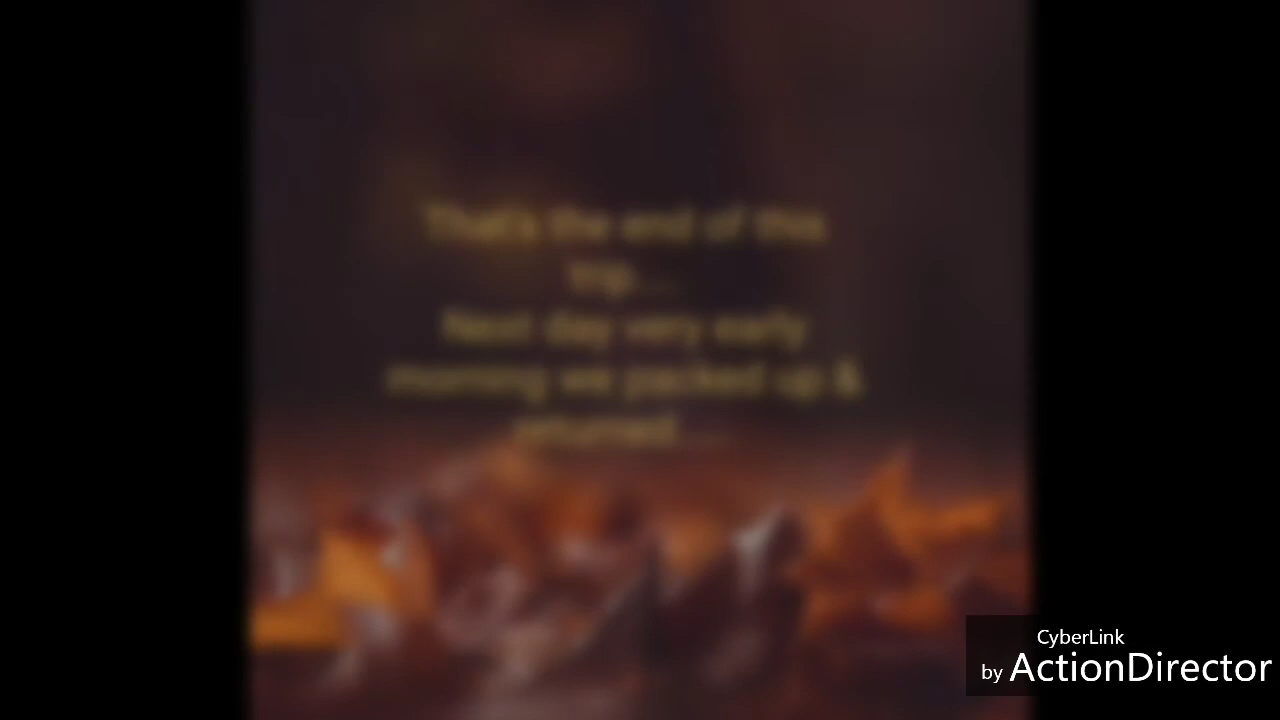 That's the end of this
trip....
Next day very early
morning we packed up &
returned.....
CyberLink
by ActionDirector